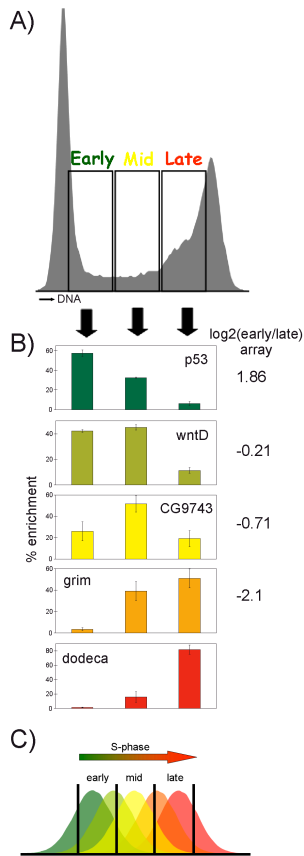 A)
Early Mid Late
DNA
log2(early/late)
array
B)
% enrichment
60
40
20
0
p53
1.86
40
20
0
wntD
-0.21
60
40
20
0
CG9743
-0.71
60
40
20
0
grim
-2.1
80
60
40
20
0
dodeca
C)
S-phase
early mid late